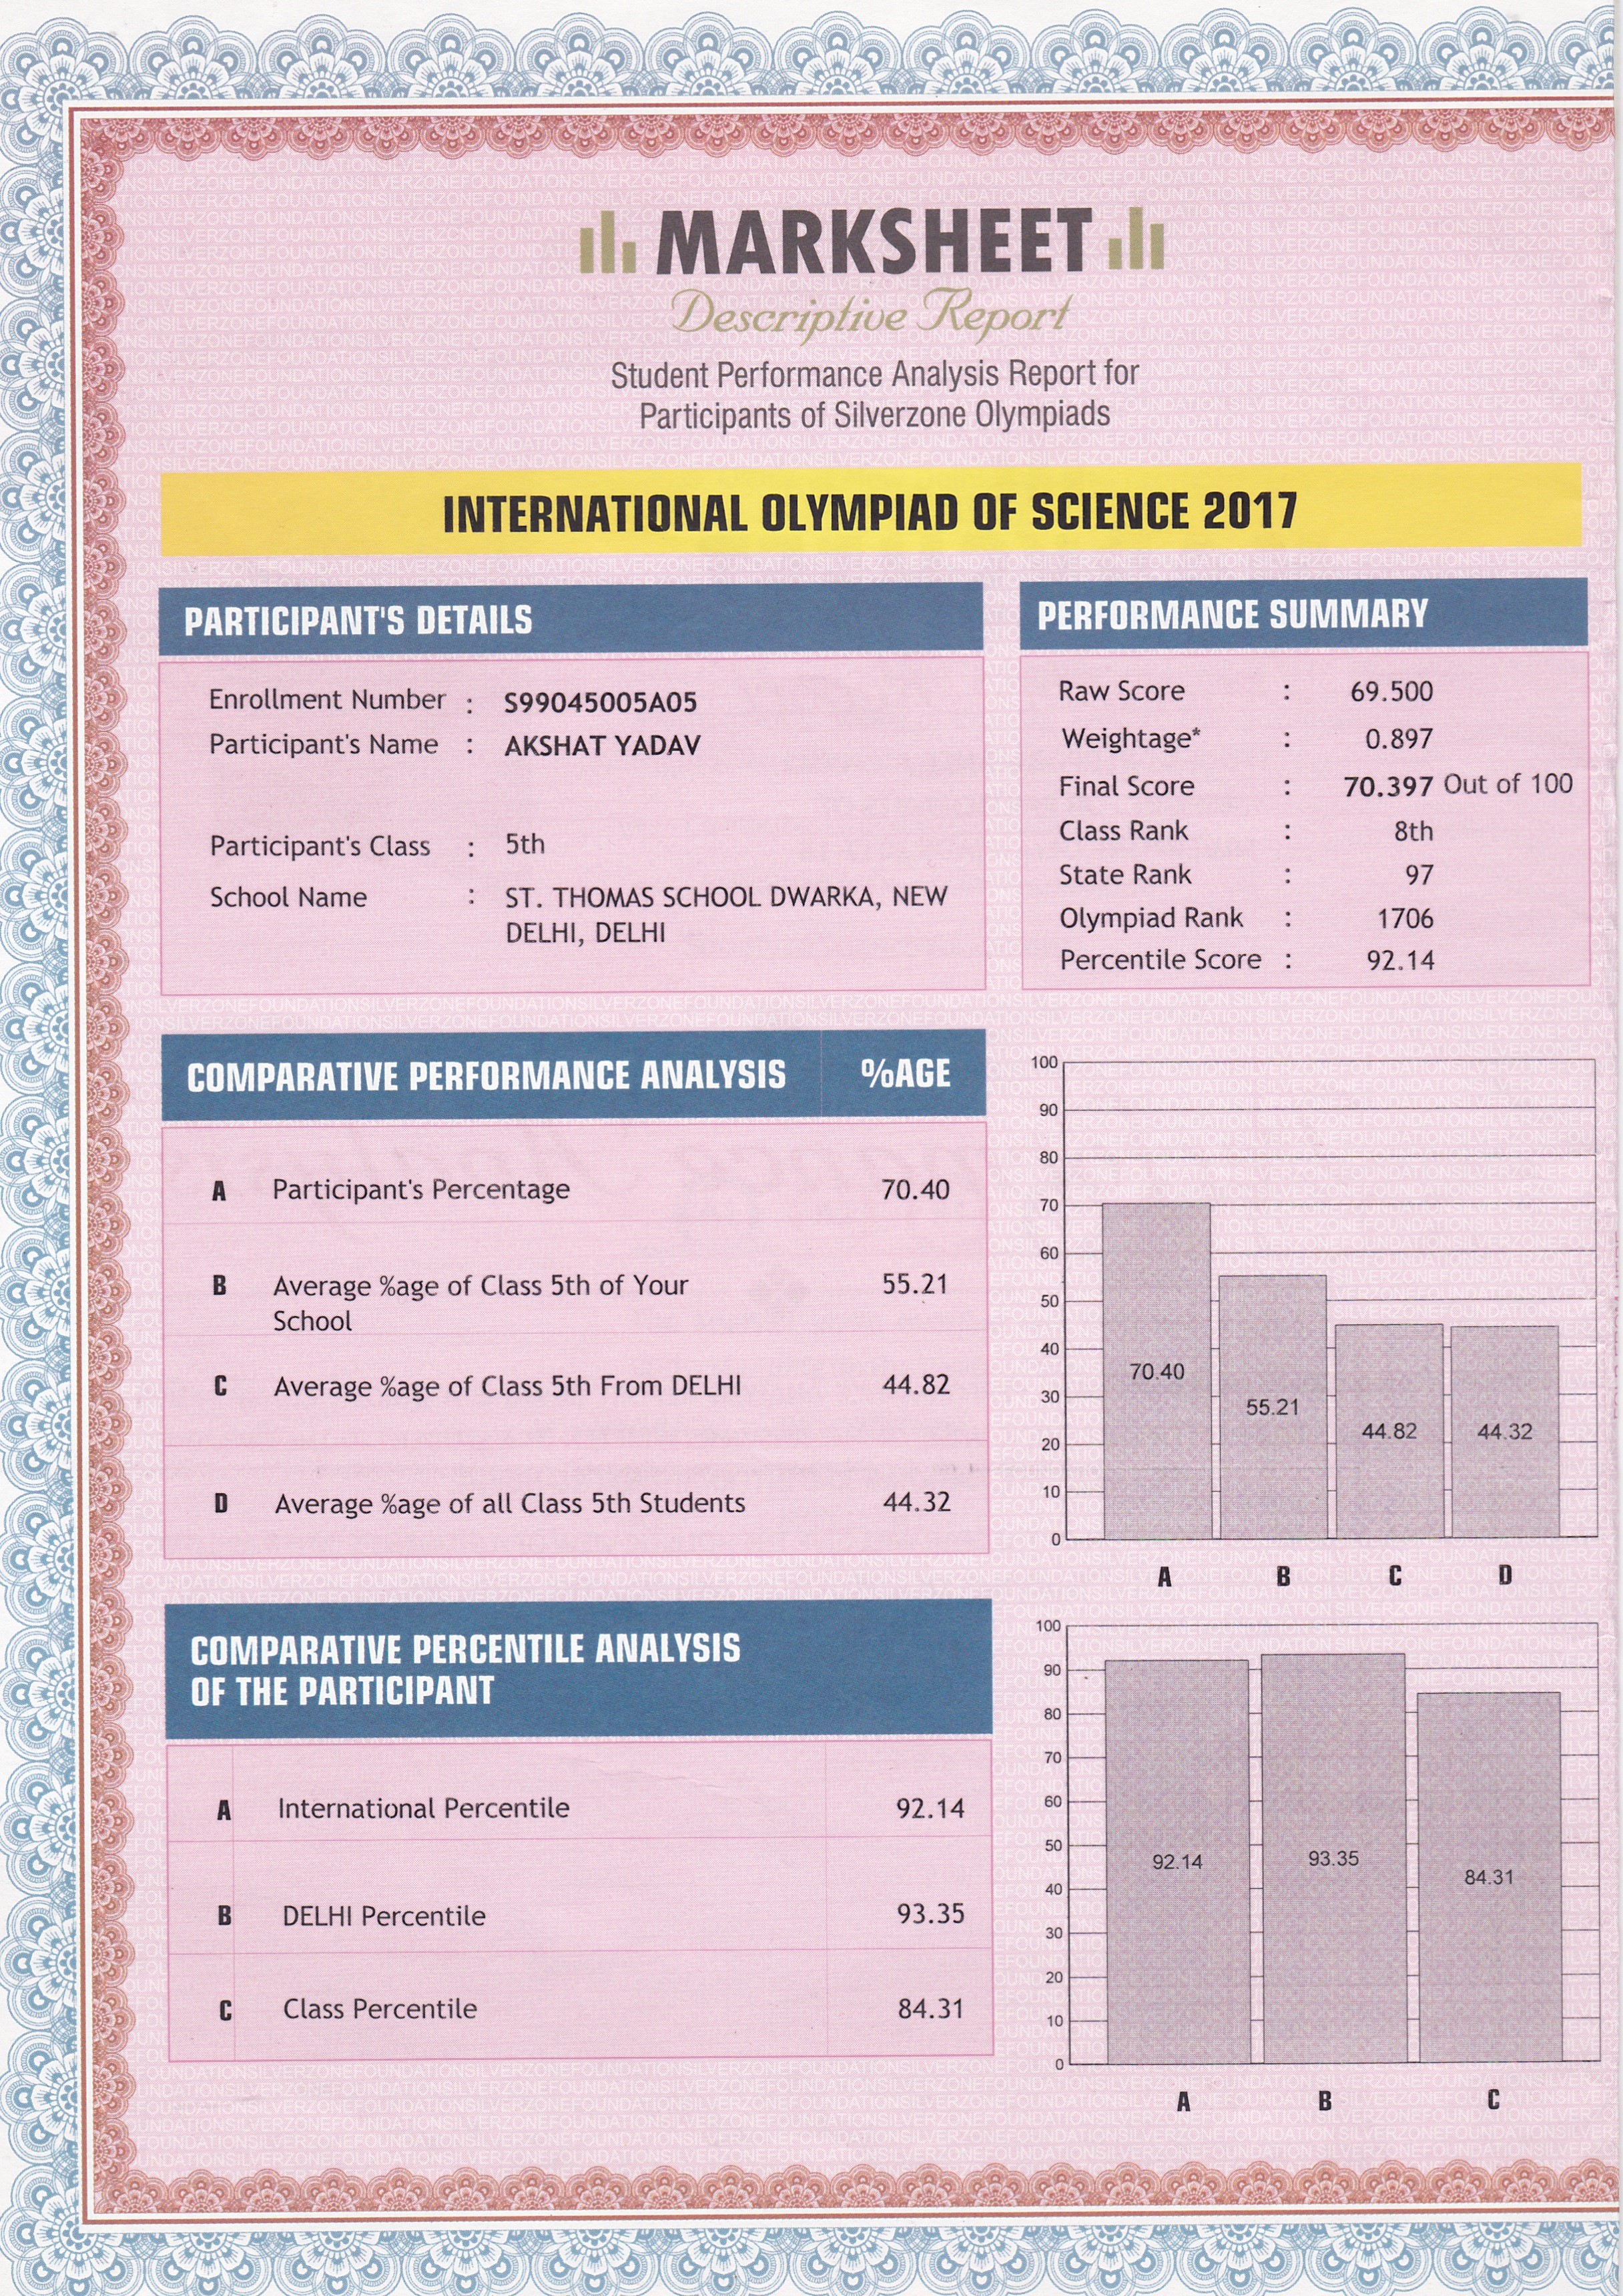 MARKSHEET
Descriptive Report
Student Performance Analysis Report for
Participants of Silverzone Olympiads
INTERNATIONAL OLYMPIAD OF SCIENCE 2017
PARTICIPANT'S DETAILS
Enrollment Number : S99045005A05
Participant's Name : AKSHAT YADAV
Participant's Class : 5th
School Name : ST. THOMAS SCHOOL DWARKA, NEW
DELHI, DELHI
PERFORMANCE SUMMARY
Raw Score : 69.500
Weightage* : 0.897
Final Score : 70.397 Out of 100
Class Rank : 8th
State Rank : 97
Olympiad Rank : 1706
Percentile Score : 92.14
COMPARATIVE PERFORMANCE ANALYSIS %AGE
A Participant's Percentage 70.40
B Average %age of Class 5th of Your 55.21
School
C Average %age of Class 5th From DELHI 44.82
D Average %age of all Class 5th Students 44.32
100
90
80
70
60
50
40
30
20
10
0
70.40
55.21
44.82
44.32
A B C D
COMPARATIVE PERCENTILE ANALYSIS
OF THE PARTICIPANT
A International Percentile 92.14
B DELHI Percentile 93.35
C Class Percentile 84.31
100
90
80
70
60
50
40
30
20
10
0
92.14
93.35
84.31
A B C